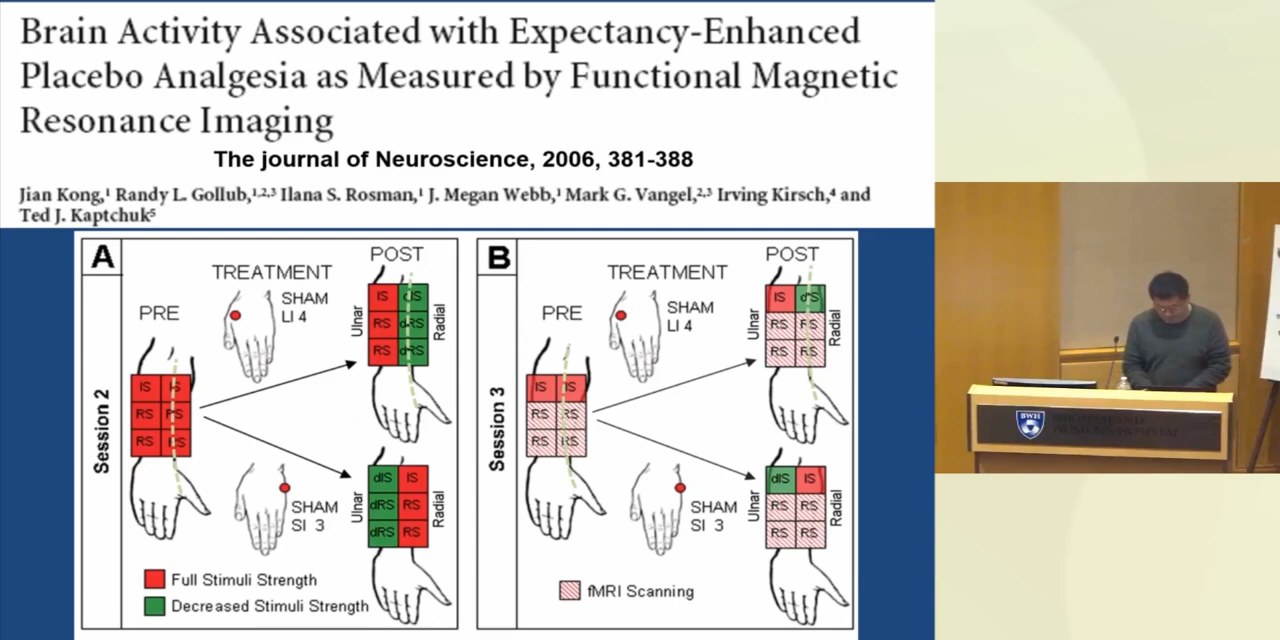 Brain Activity Associated with Expectancy-Enhanced
Placebo Analgesia as Measured by Functional Magnetic
Resonance Imaging
The journal of Neuroscience, 2006, 381-388
Jian Kong,¹ Randy L. Gollub,¹·²·³ Ilana S. Rosman,¹ J. Megan Webb,¹ Mark G. Vangel,²·³ Irving Kirsch,⁴ and
Ted J. Kaptchuk⁵
A
Session 2
PRE
IS IS
RS RS
RS RS
TREATMENT
SHAM
LI 4
SHAM
SI 3
POST
Ulnar
IS dIS
RS dRS
RS dRS
Radial
Ulnar
dIS IS
dRS RS
dRS RS
Radial
Full Stimuli Strength
Decreased Stimuli Strength
B
Session 3
PRE
IS IS
RS RS
RS RS
TREATMENT
SHAM
LI 4
SHAM
SI 3
POST
Ulnar
IS dIS
RS RS
RS RS
Radial
Ulnar
dIS IS
RS RS
RS RS
Radial
fMRI Scanning
BWH